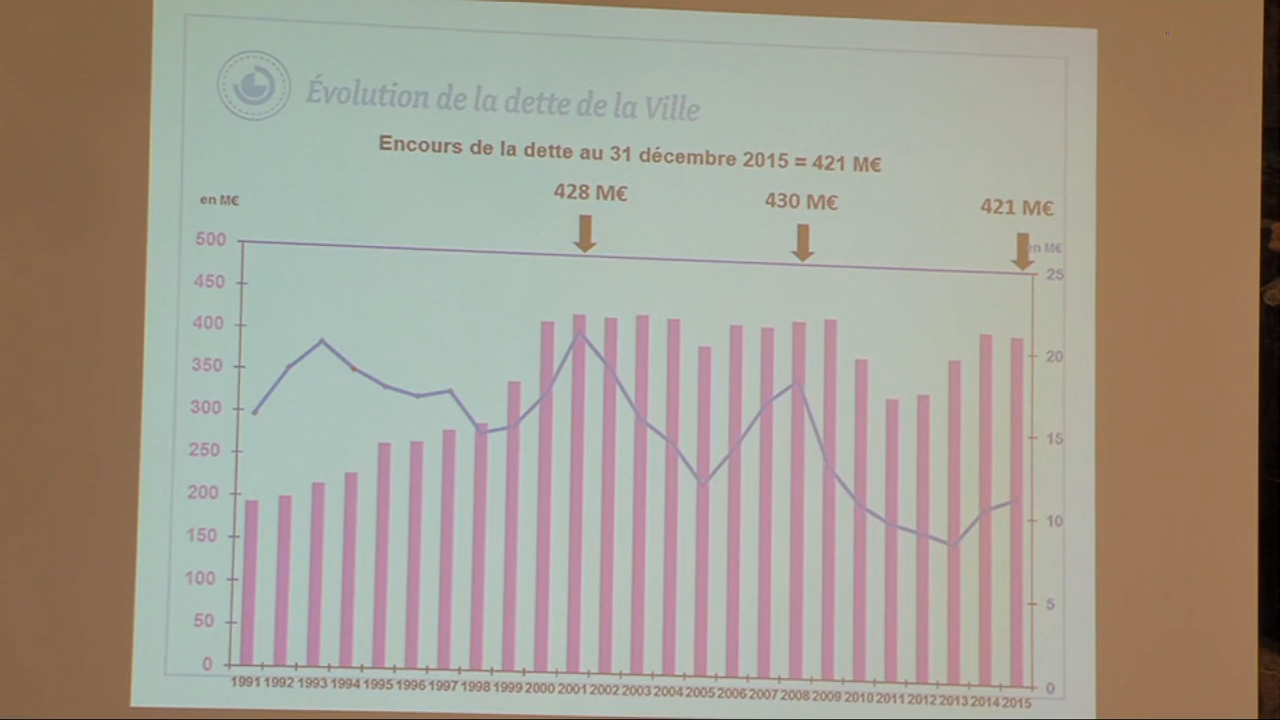 Évolution de la dette de la Ville
Encours de la dette au 31 décembre 2015 = 421 M€
428 M€
430 M€
421 M€
en M€
en M€
500
450
400
350
300
250
200
150
100
50
0
25
20
15
10
5
0
1991 1992 1993 1994 1995 1996 1997 1998 1999 2000 2001 2002 2003 2004 2005 2006 2007 2008 2009 2010 2011 2012 2013 2014 2015